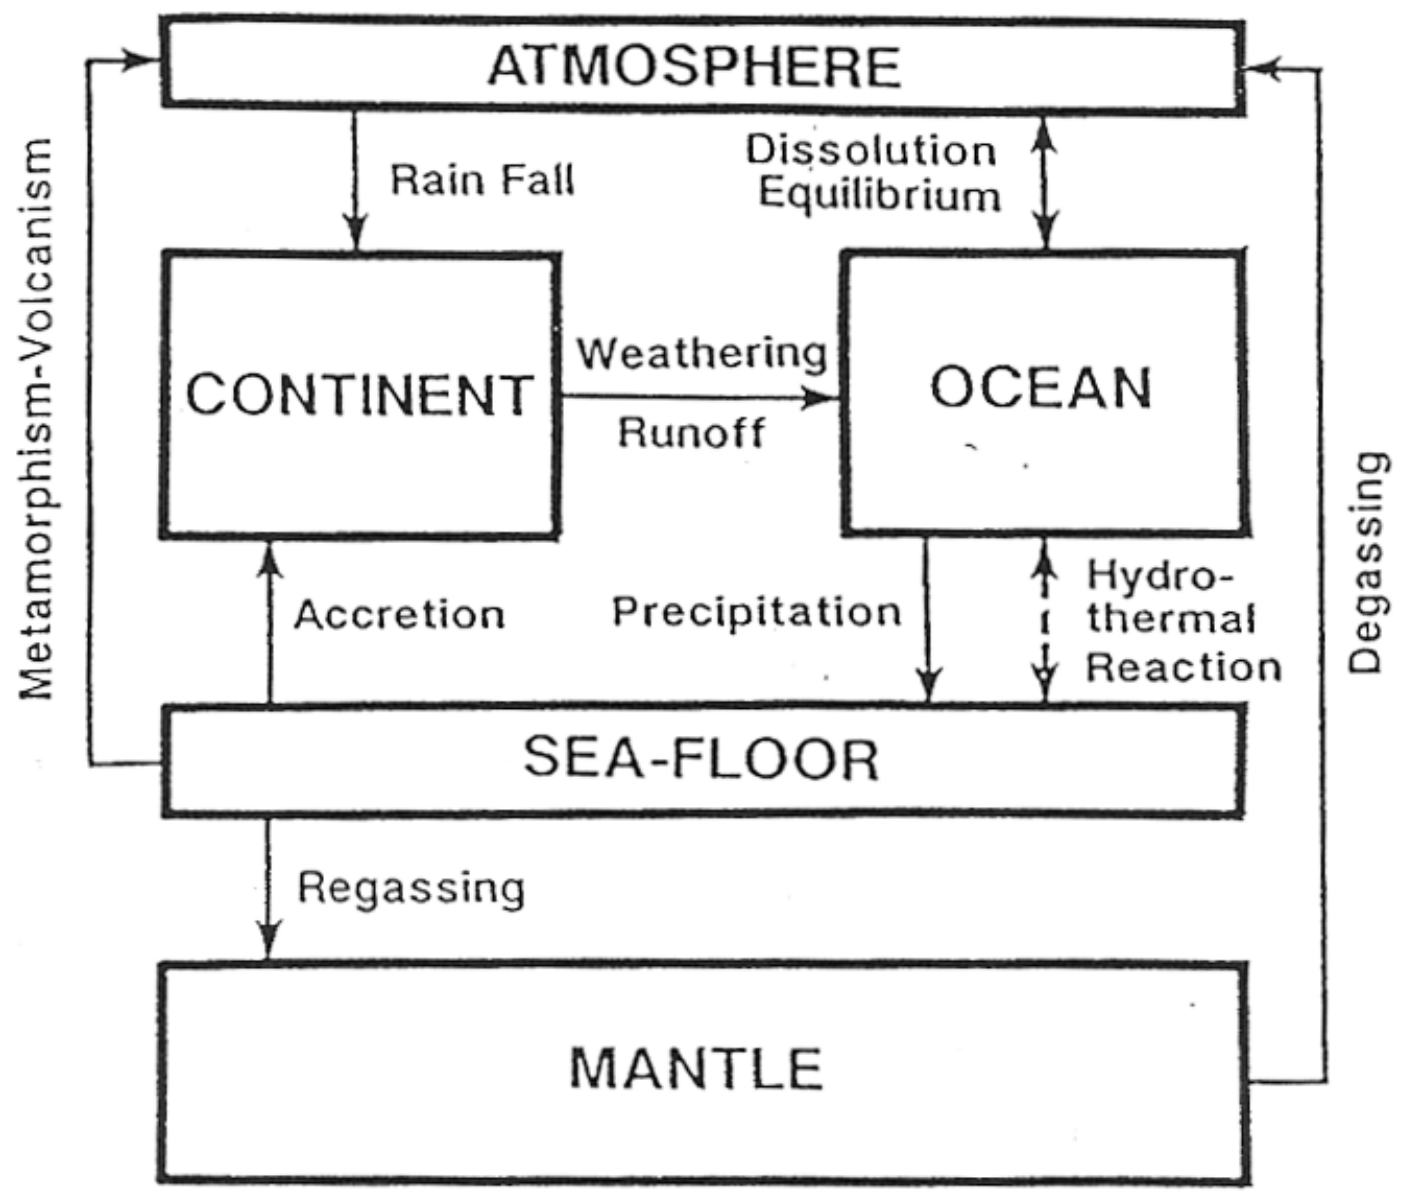 ATMOSPHERE
Rain Fall
Dissolution
Equilibrium
Metamorphism-Volcanism
CONTINENT
Weathering
Runoff
OCEAN
Degassing
Accretion
Precipitation
Hydro-
thermal
Reaction
SEA-FLOOR
Regassing
MANTLE